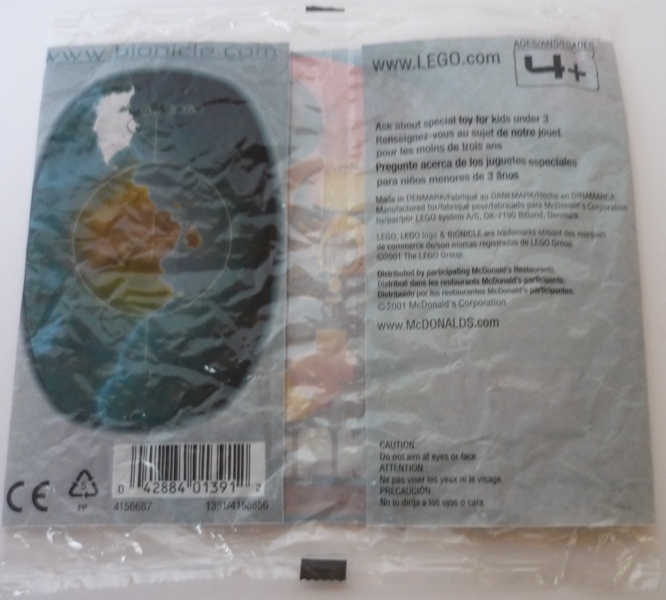 www.bionicle.com
0 42884 01391 2
CE
5
PP
4156687
1391/4158856
www.LEGO.com
AGES/ANS/EDADES
4+
Ask about special toy for kids under 3
Renseignez-vous au sujet de notre jouet
pour les moins de trois ans
Pregunte acerca de los juguetes especiales
para niños menores de 3 años
Made in DENMARK/Fabriqué au DANEMARK/Hecho en DINAMARCA
Manufactured for/fabriqué pour/fabricado para McDonald's Corporation
by/par/por LEGO system A/S, DK-7190 Billund, Denmark.
LEGO, LEGO logo & BIONICLE are trademarks of/sont des marques
de commerce de/son marcas registradas de LEGO Group.
©2001 The LEGO Group.
Distributed by participating McDonald's Restaurants.
Distribué dans les restaurants McDonald's participants.
Distribuido por los restaurantes McDonald's participantes.
©2001 McDonald's Corporation
www.McDONALDS.com
CAUTION
Do not aim at eyes or face.
ATTENTION
Ne pas viser les yeux ni le visage.
PRECAUCIÓN
No lo dirija a los ojos o cara.